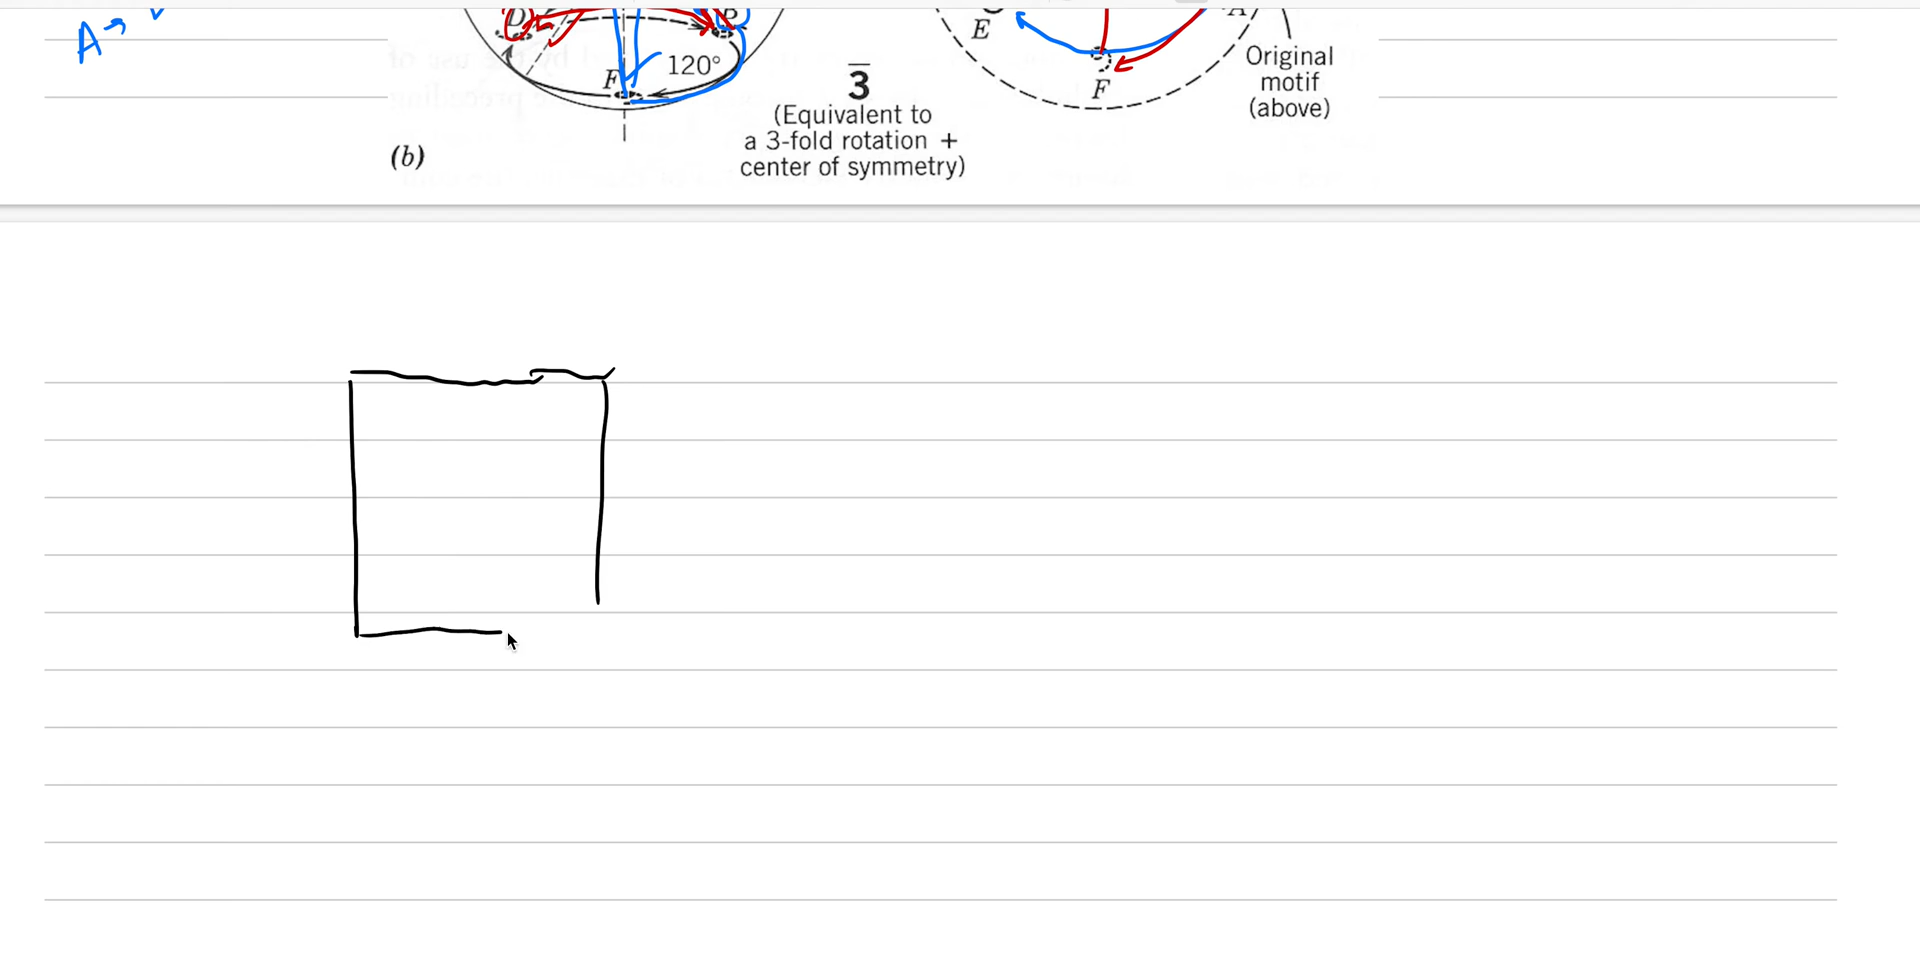 A→
D
B
F
120°
(b)
3̅
(Equivalent to
a 3-fold rotation +
center of symmetry)
E
F
A
Original
motif
(above)